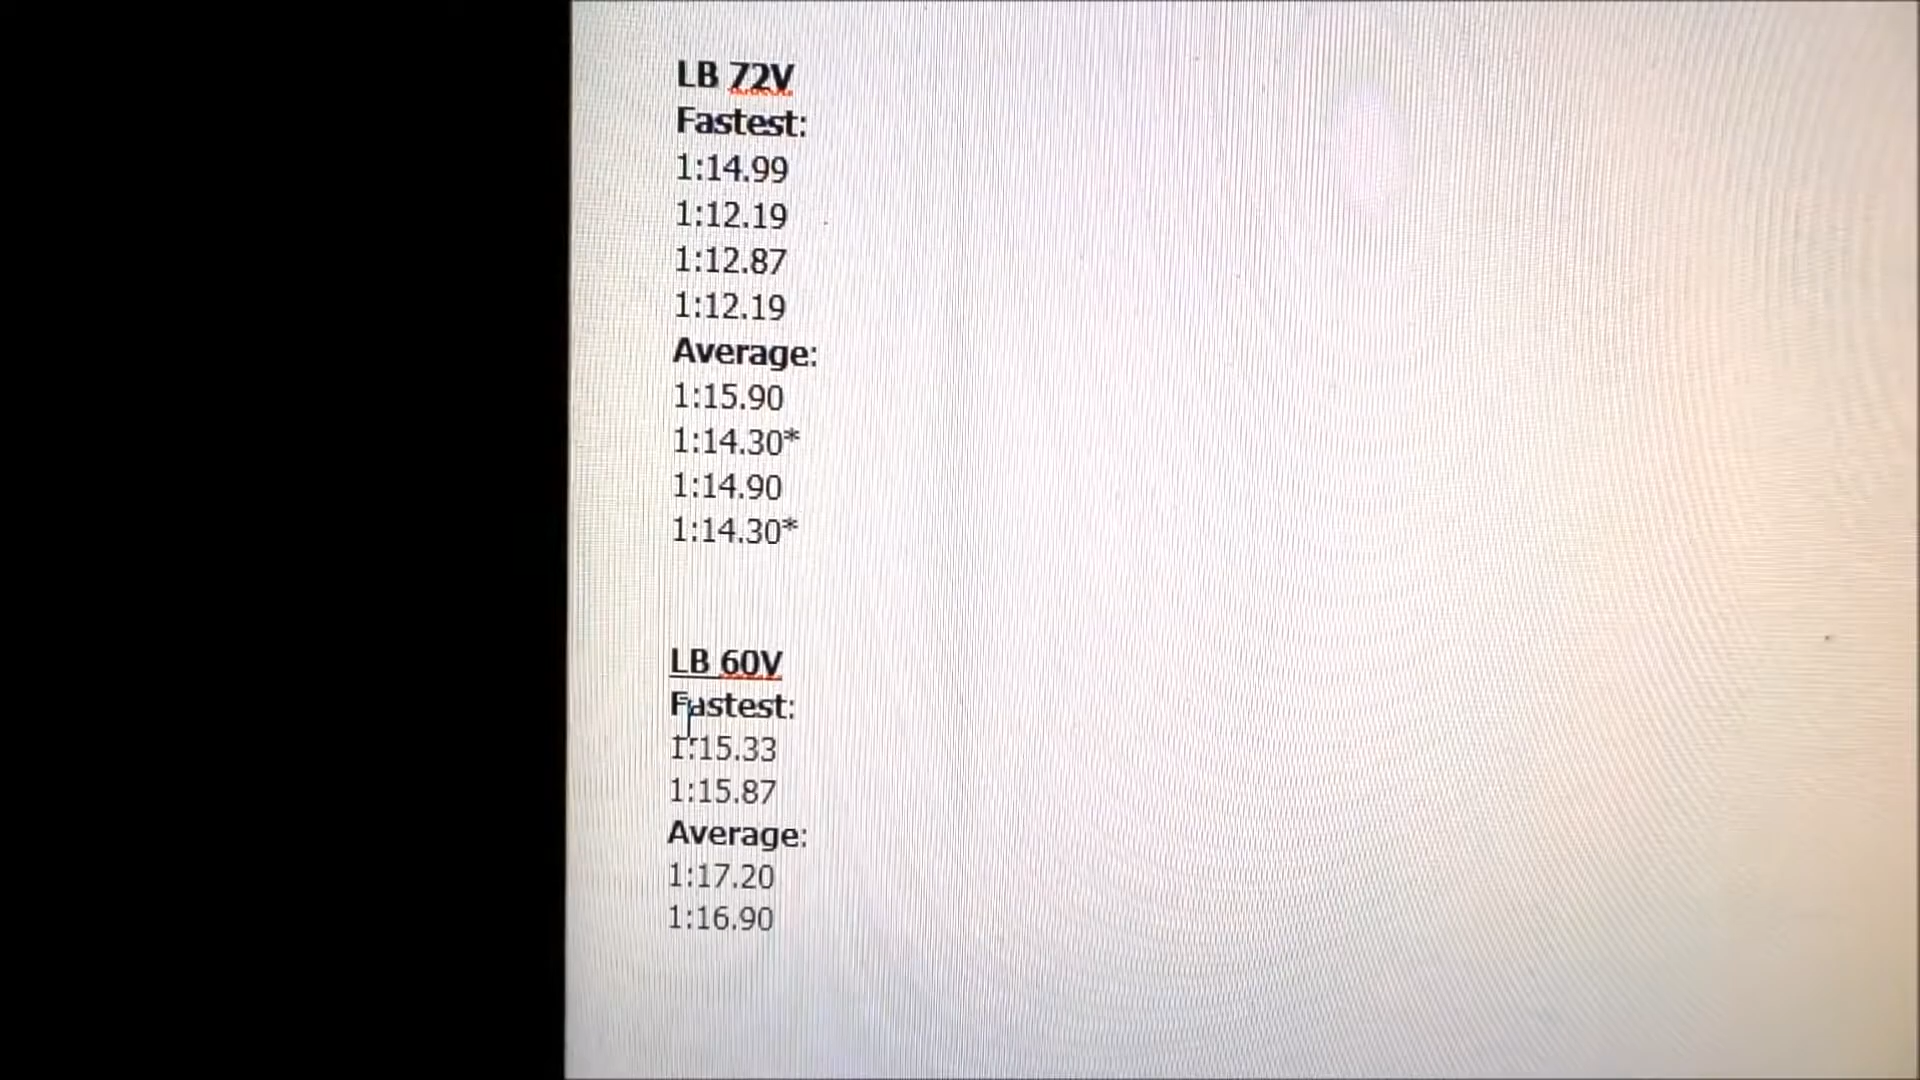 LB 72V
Fastest:
1:14.99
1:12.19
1:12.87
1:12.19
Average:
1:15.90
1:14.30*
1:14.90
1:14.30*
LB 60V
Fastest:
1:15.33
1:15.87
Average:
1:17.20
1:16.90